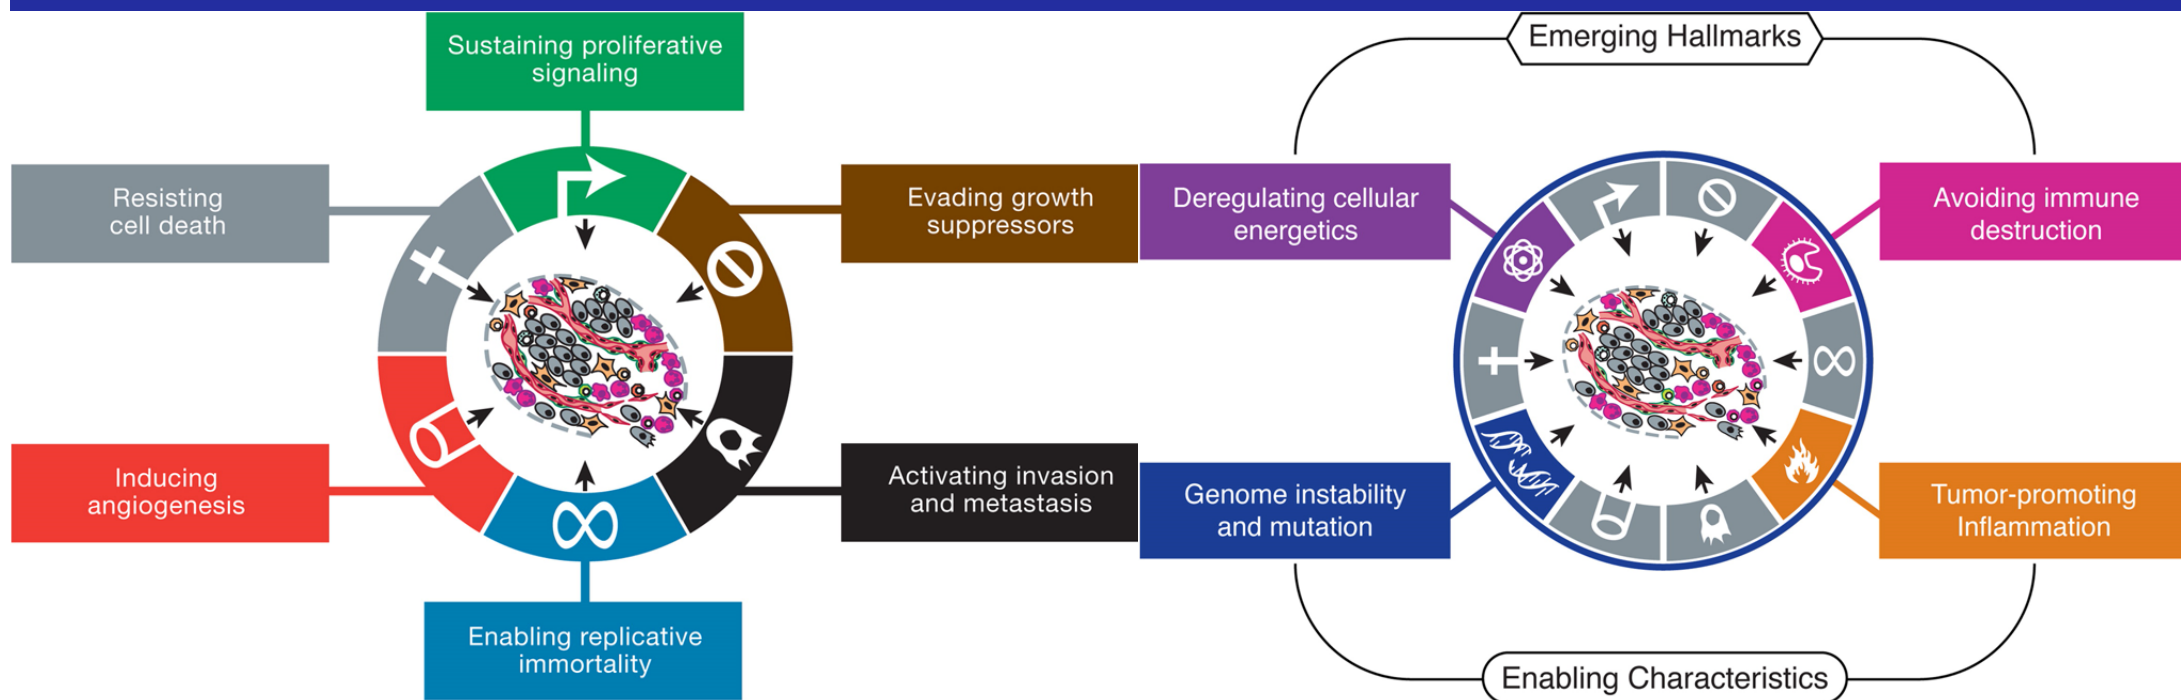 Sustaining proliferative
signaling
Resisting
cell death
Evading growth
suppressors
Inducing
angiogenesis
Activating invasion
and metastasis
Enabling replicative
immortality
Emerging Hallmarks
Deregulating cellular
energetics
Avoiding immune
destruction
Genome instability
and mutation
Tumor-promoting
Inflammation
Enabling Characteristics